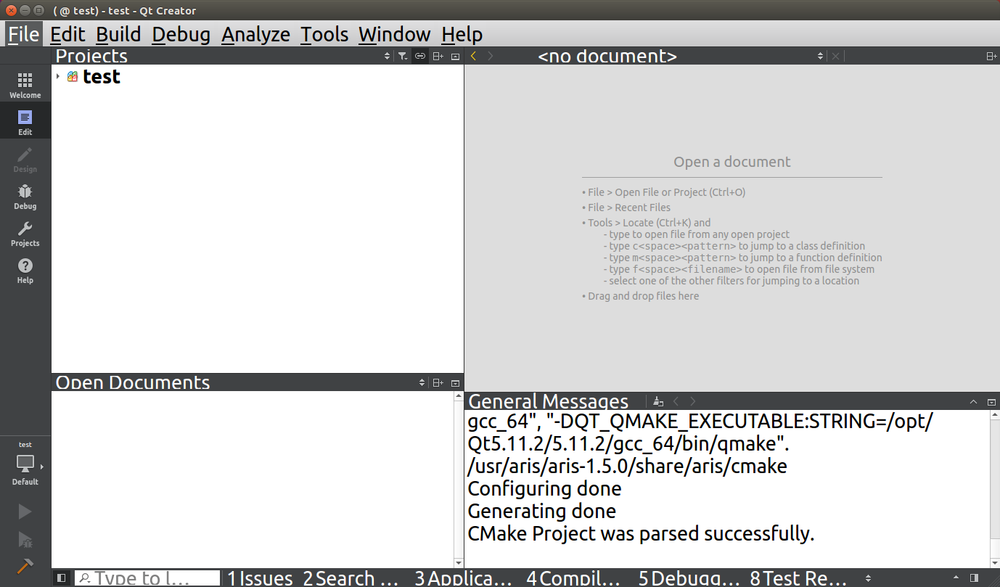 ( @ test) - test - Qt Creator
File Edit Build Debug Analyze Tools Window Help
Projects
<no document>
test
Welcome
Edit
Design
Debug
Projects
Help
Open a document
• File > Open File or Project (Ctrl+O)
• File > Recent Files
• Tools > Locate (Ctrl+K) and
- type to open file from any open project
- type c<space><pattern> to jump to a class definition
- type m<space><pattern> to jump to a function definition
- type f<space><filename> to open file from file system
- select one of the other filters for jumping to a location
• Drag and drop files here
Open Documents
General Messages
gcc_64", "-DQT_QMAKE_EXECUTABLE:STRING=/opt/
Qt5.11.2/5.11.2/gcc_64/bin/qmake".
/usr/aris/aris-1.5.0/share/aris/cmake
Configuring done
Generating done
CMake Project was parsed successfully.
test
Default
Type to l...
1 Issues 2 Search ... 3 Applica... 4 Compil... 5 Debugg... 8 Test Re...